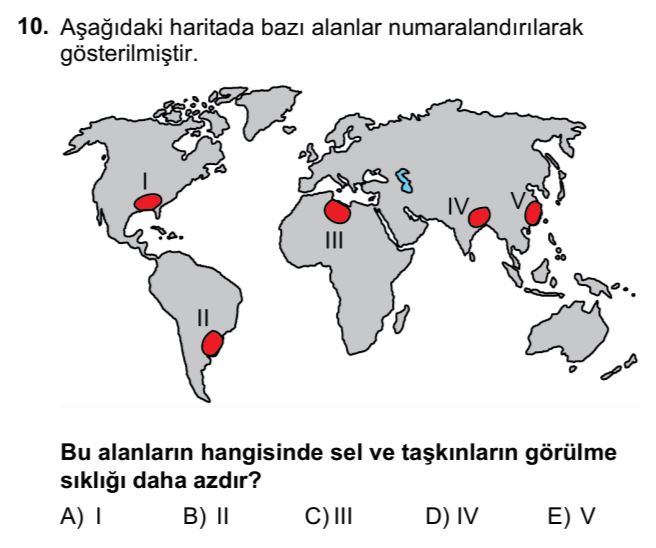 10. Aşağıdaki haritada bazı alanlar numaralandırılarak
gösterilmiştir.
I
IV
V
III
II
Bu alanların hangisinde sel ve taşkınların görülme
sıklığı daha azdır?
A) I B) II C) III D) IV E) V